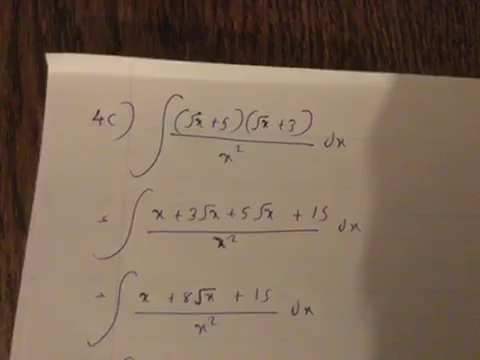 4c) ∫ (√x + 5)(√x + 3) / x² dx
= ∫ x + 3√x + 5√x + 15 / x² dx
= ∫ x + 8√x + 15 / x² dx